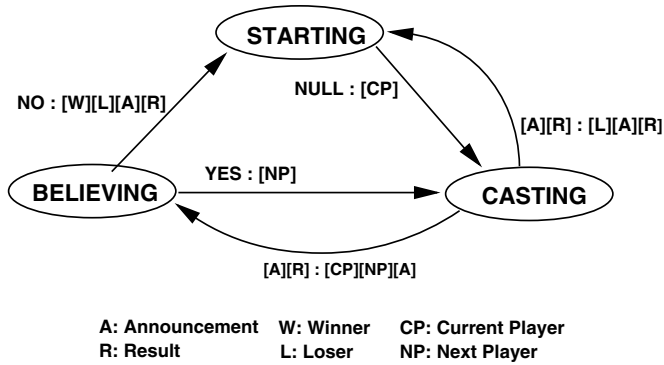 STARTING
NULL : [CP]
NO : [W][L][A][R]
[A][R] : [L][A][R]
YES : [NP]
BELIEVING
CASTING
[A][R] : [CP][NP][A]
A: Announcement W: Winner CP: Current Player
R: Result L: Loser NP: Next Player